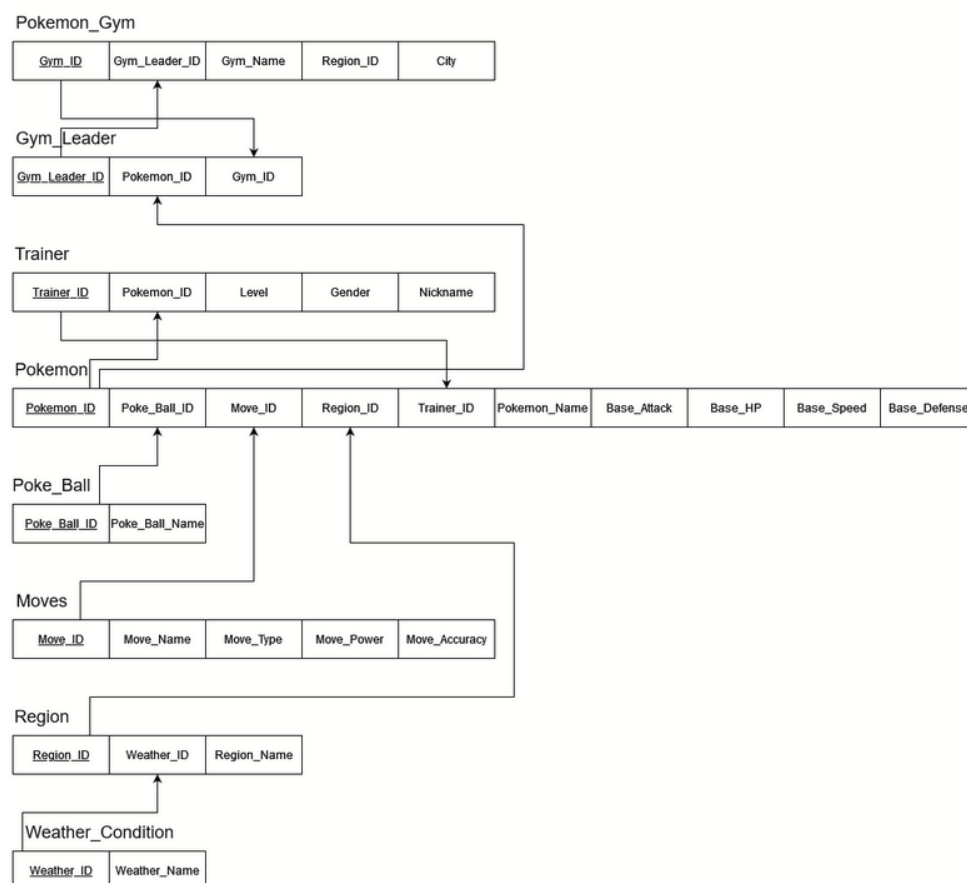 Pokemon_Gym
Gym_ID Gym_Leader_ID Gym_Name Region_ID City
Gym_Leader
Gym_Leader_ID Pokemon_ID Gym_ID
Trainer
Trainer_ID Pokemon_ID Level Gender Nickname
Pokemon
Pokemon_ID Poke_Ball_ID Move_ID Region_ID Trainer_ID Pokemon_Name Base_Attack Base_HP Base_Speed Base_Defense
Poke_Ball
Poke_Ball_ID Poke_Ball_Name
Moves
Move_ID Move_Name Move_Type Move_Power Move_Accuracy
Region
Region_ID Weather_ID Region_Name
Weather_Condition
Weather_ID Weather_Name